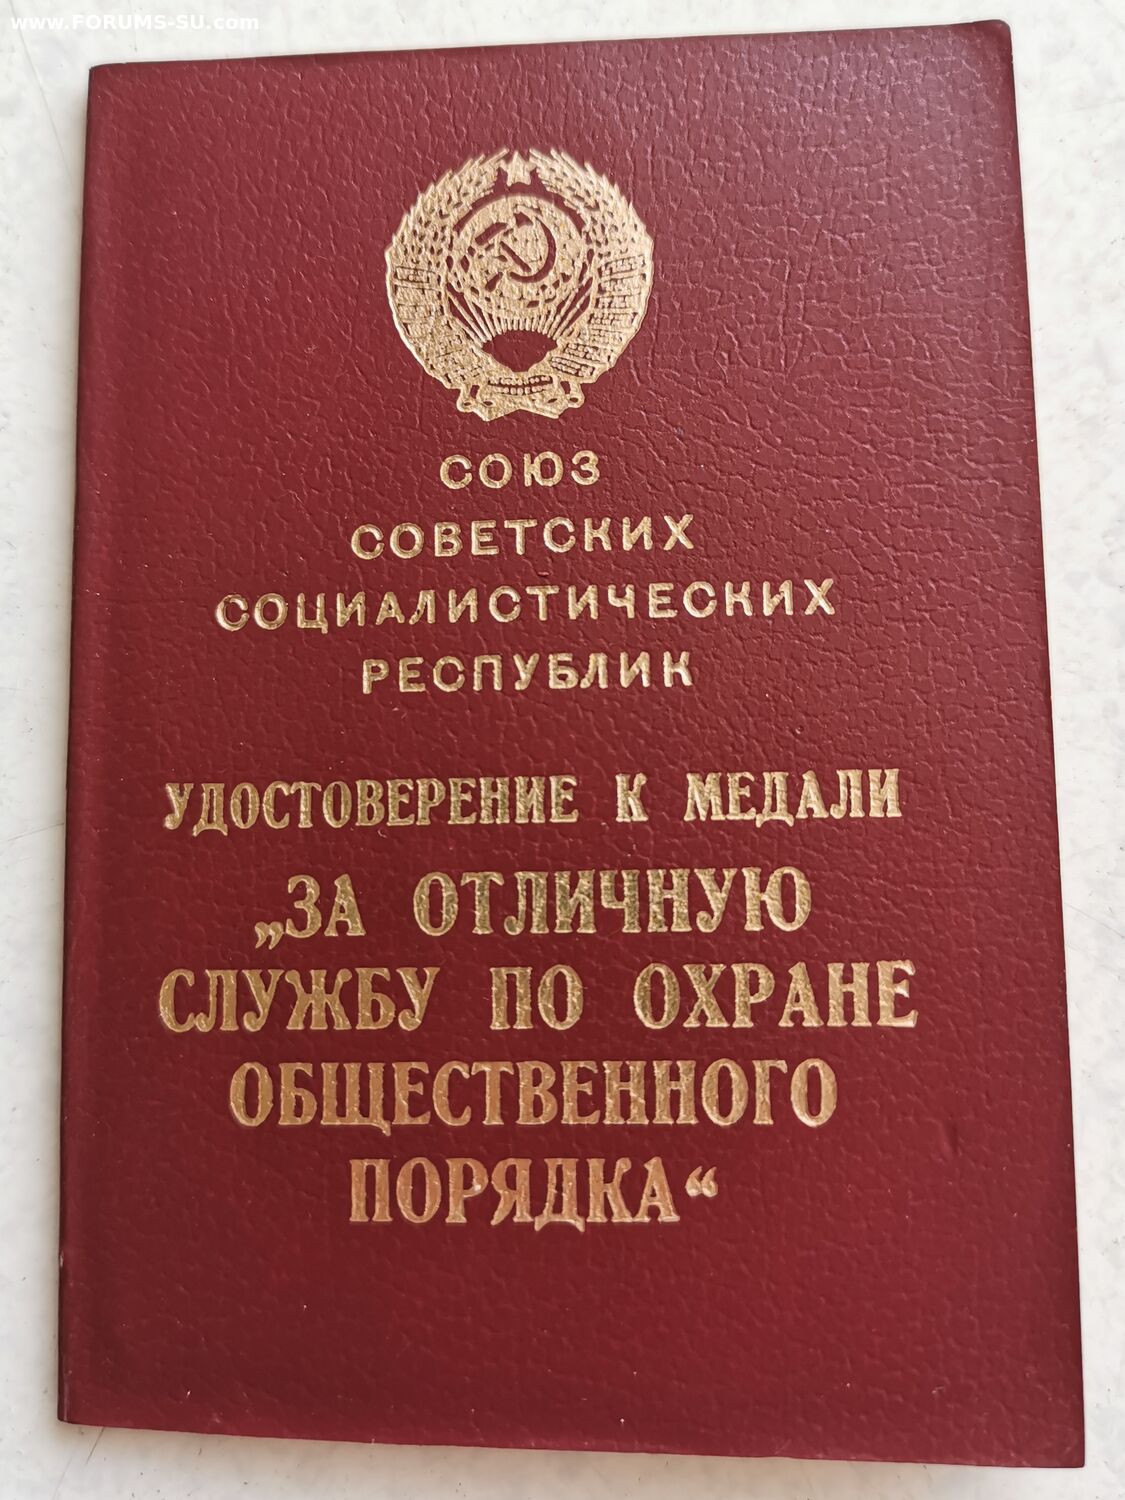 www.FORUMS-SU.com
СОЮЗ
СОВЕТСКИХ
СОЦИАЛИСТИЧЕСКИХ
РЕСПУБЛИК
УДОСТОВЕРЕНИЕ К МЕДАЛИ
„ЗА ОТЛИЧНУЮ
СЛУЖБУ ПО ОХРАНЕ
ОБЩЕСТВЕННОГО
ПОРЯДКА“